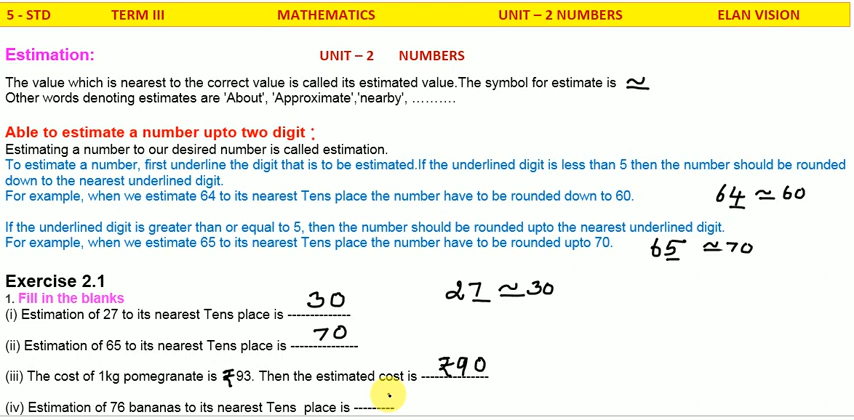 5 - STD TERM III MATHEMATICS UNIT – 2 NUMBERS ELAN VISION
Estimation: UNIT – 2 NUMBERS
The value which is nearest to the correct value is called its estimated value.The symbol for estimate is ≃
Other words denoting estimates are 'About', 'Approximate','nearby', ..........
Able to estimate a number upto two digit :
Estimating a number to our desired number is called estimation.
To estimate a number, first underline the digit that is to be estimated.If the underlined digit is less than 5 then the number should be rounded
down to the nearest underlined digit.
For example, when we estimate 64 to its nearest Tens place the number have to be rounded down to 60. 64 ≃ 60
If the underlined digit is greater than or equal to 5, then the number should be rounded upto the nearest underlined digit.
For example, when we estimate 65 to its nearest Tens place the number have to be rounded upto 70. 65 ≃ 70
Exercise 2.1
1. Fill in the blanks 30 27 ≃ 30
(i) Estimation of 27 to its nearest Tens place is --------------
70
(ii) Estimation of 65 to its nearest Tens place is ---------------
₹90
(iii) The cost of 1kg pomegranate is ₹93. Then the estimated cost is ---------------
(iv) Estimation of 76 bananas to its nearest Tens place is ---------